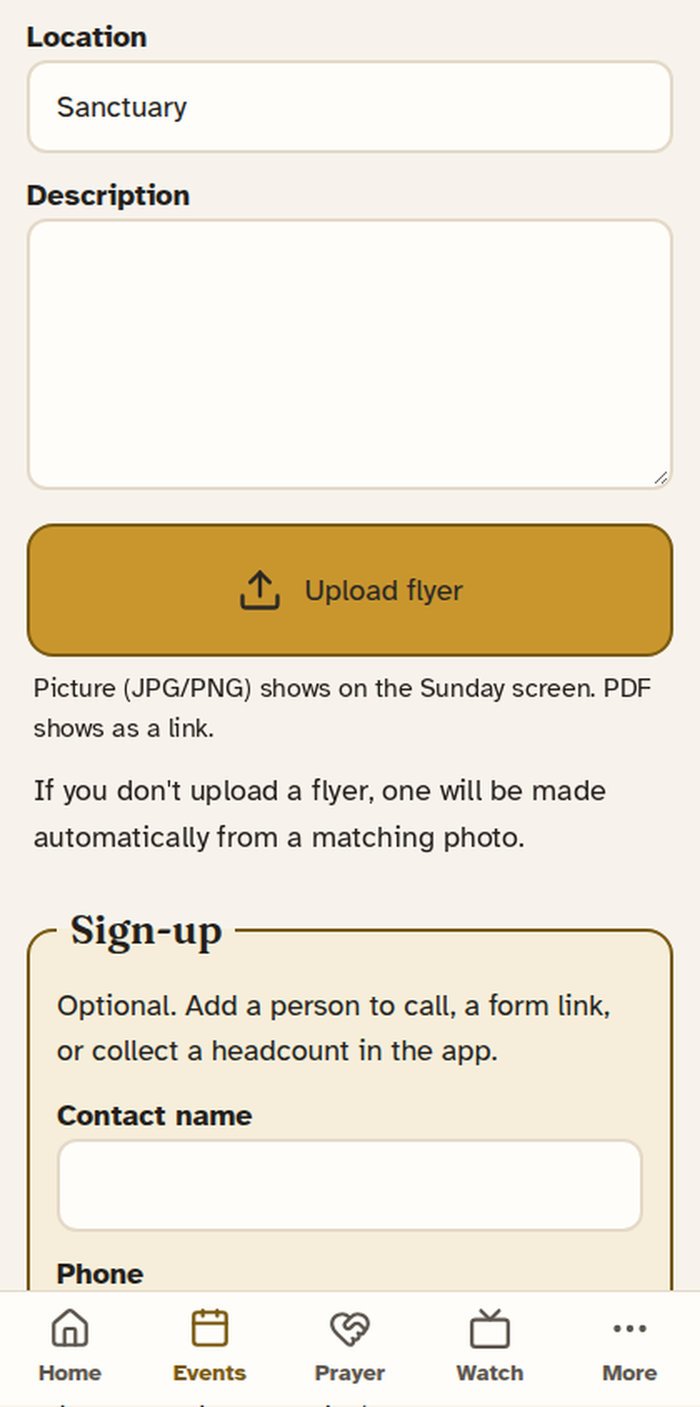 Location
Sanctuary
Description
Upload flyer
Picture (JPG/PNG) shows on the Sunday screen. PDF
shows as a link.
If you don't upload a flyer, one will be made
automatically from a matching photo.
Sign-up
Optional. Add a person to call, a form link,
or collect a headcount in the app.
Contact name
Phone
Home Events Prayer Watch More